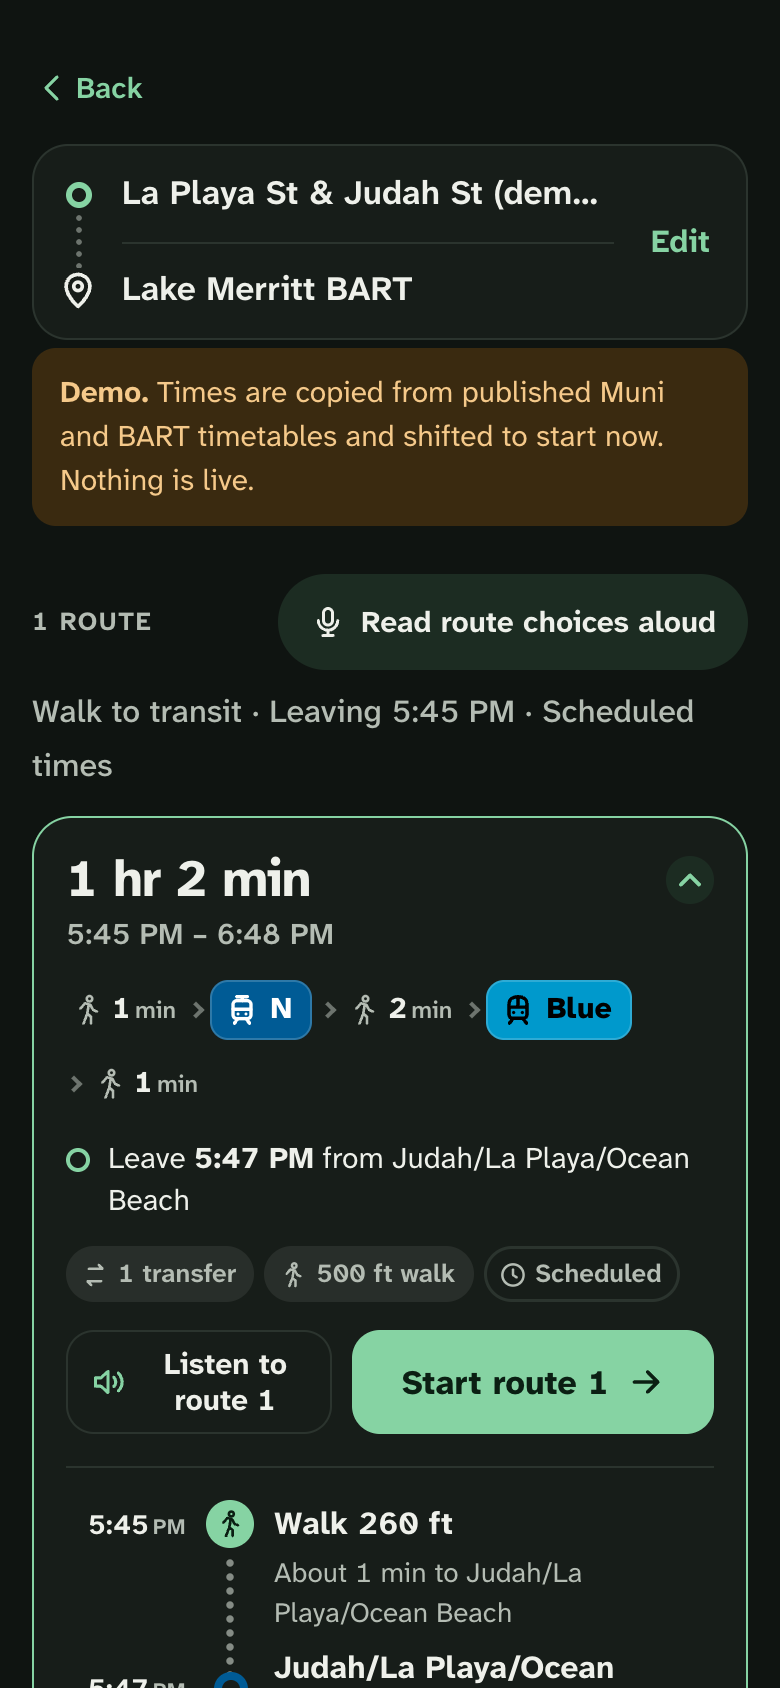 Back
La Playa St & Judah St (dem...
Edit
Lake Merritt BART
Demo. Times are copied from published Muni
and BART timetables and shifted to start now.
Nothing is live.
1 ROUTE
Read route choices aloud
Walk to transit · Leaving 5:45 PM · Scheduled
times
1 hr 2 min
5:45 PM – 6:48 PM
1 min > N > 2 min > Blue
> 1 min
Leave 5:47 PM from Judah/La Playa/Ocean
Beach
1 transfer
500 ft walk
Scheduled
Listen to
route 1
Start route 1 →
5:45 PM
Walk 260 ft
About 1 min to Judah/La
Playa/Ocean Beach
Judah/La Playa/Ocean
5:47 PM